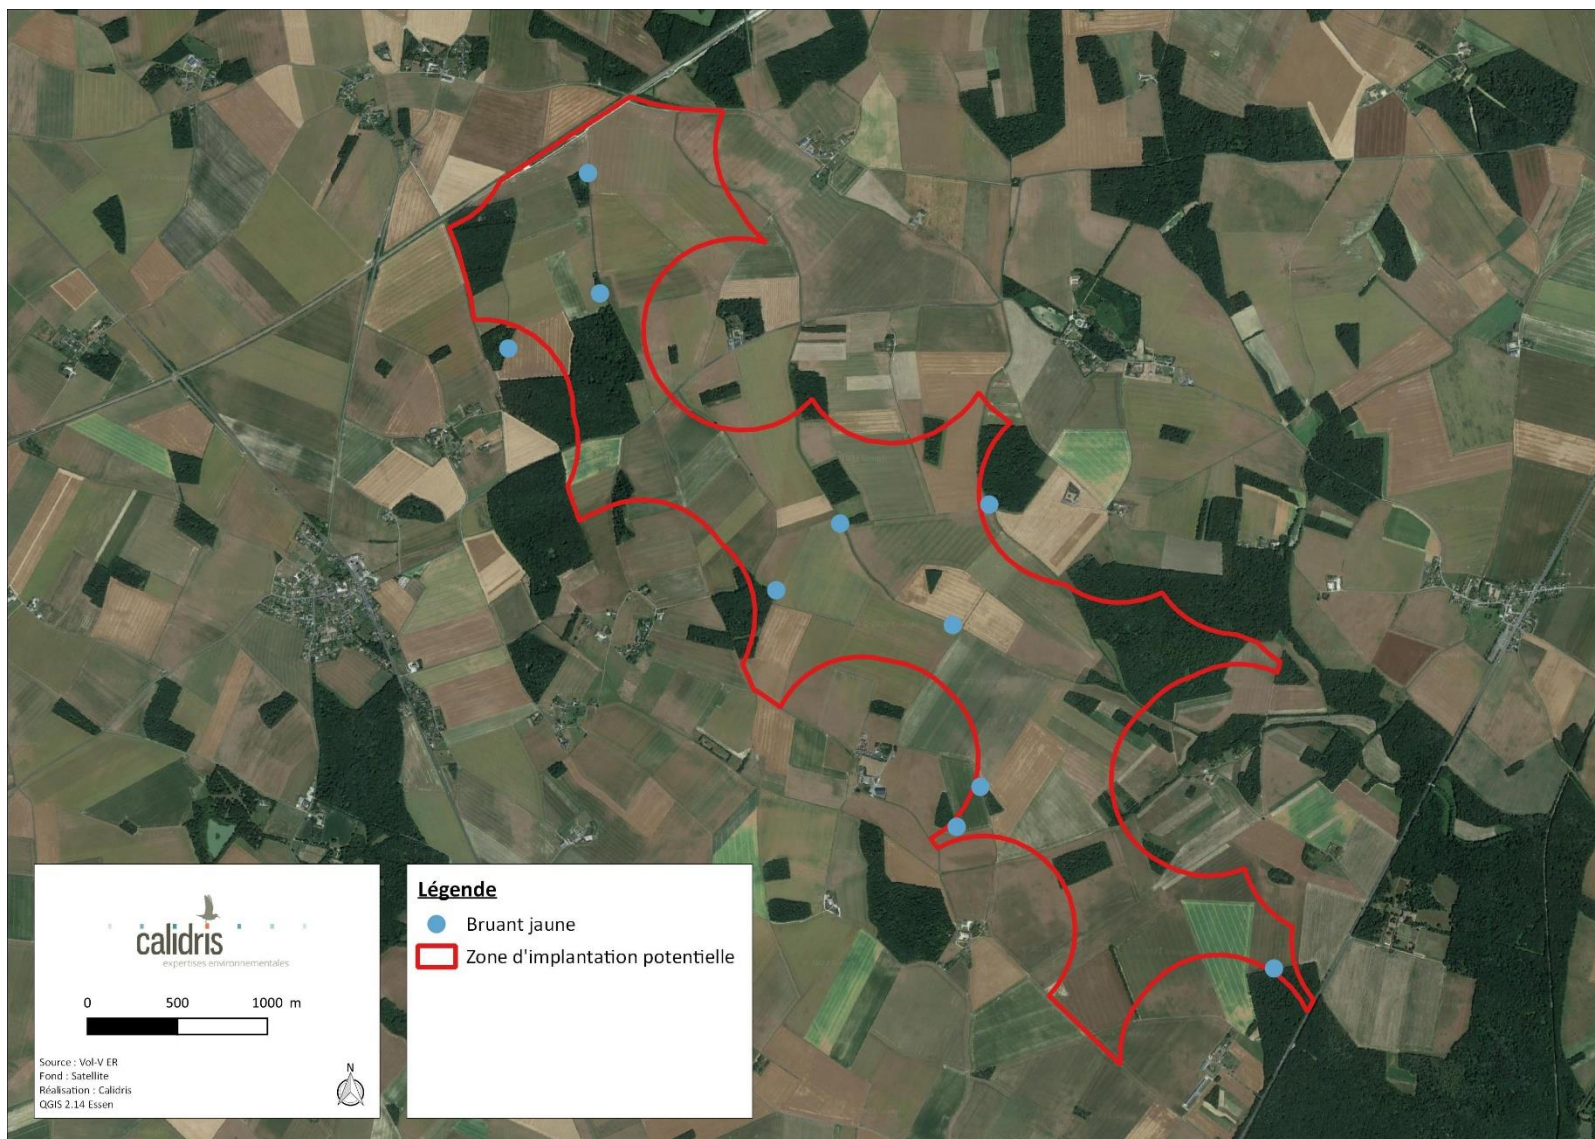 calidris
expertises environnementales
0 500 1000 m
Source : Vol-V ER
Fond : Satellite
Réalisation : Calidris
QGIS 2.14 Essen
N
Légende
Bruant jaune
Zone d'implantation potentielle